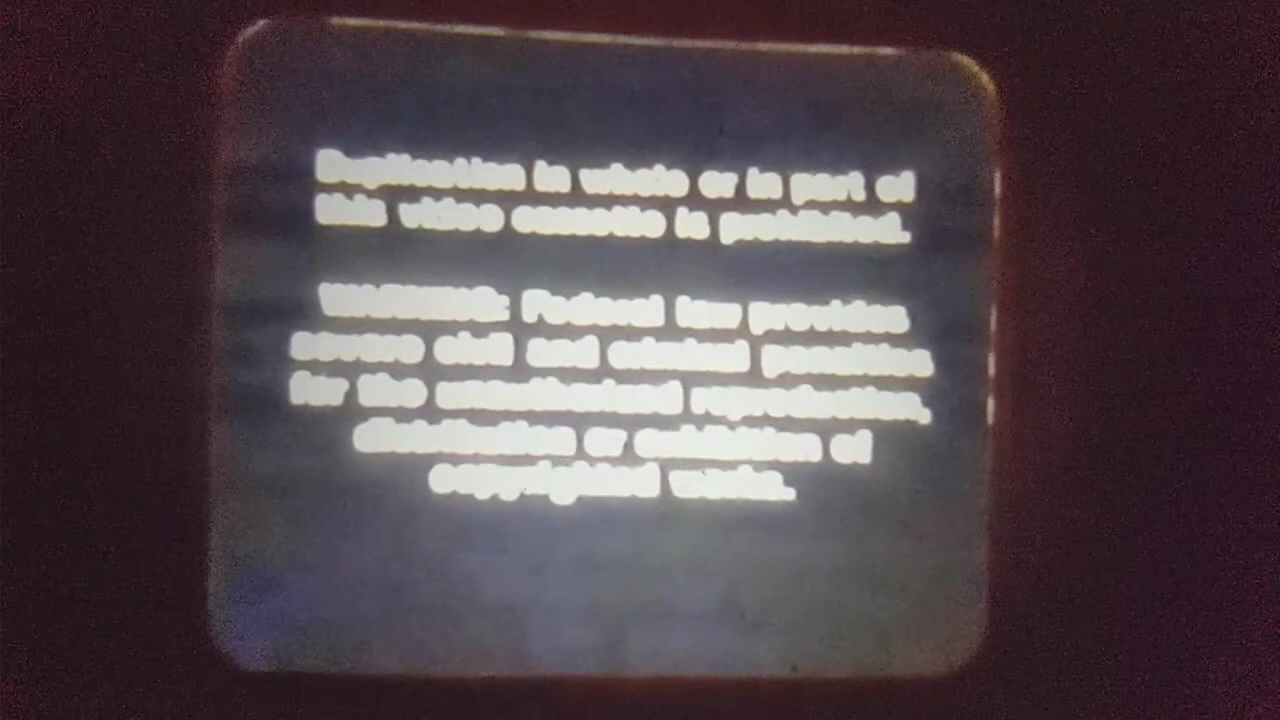 Duplication in whole or in part of
this video cassette is prohibited.
WARNING: Federal law provides
severe civil and criminal penalties
for the unauthorized reproduction,
distribution or exhibition of
copyrighted works.